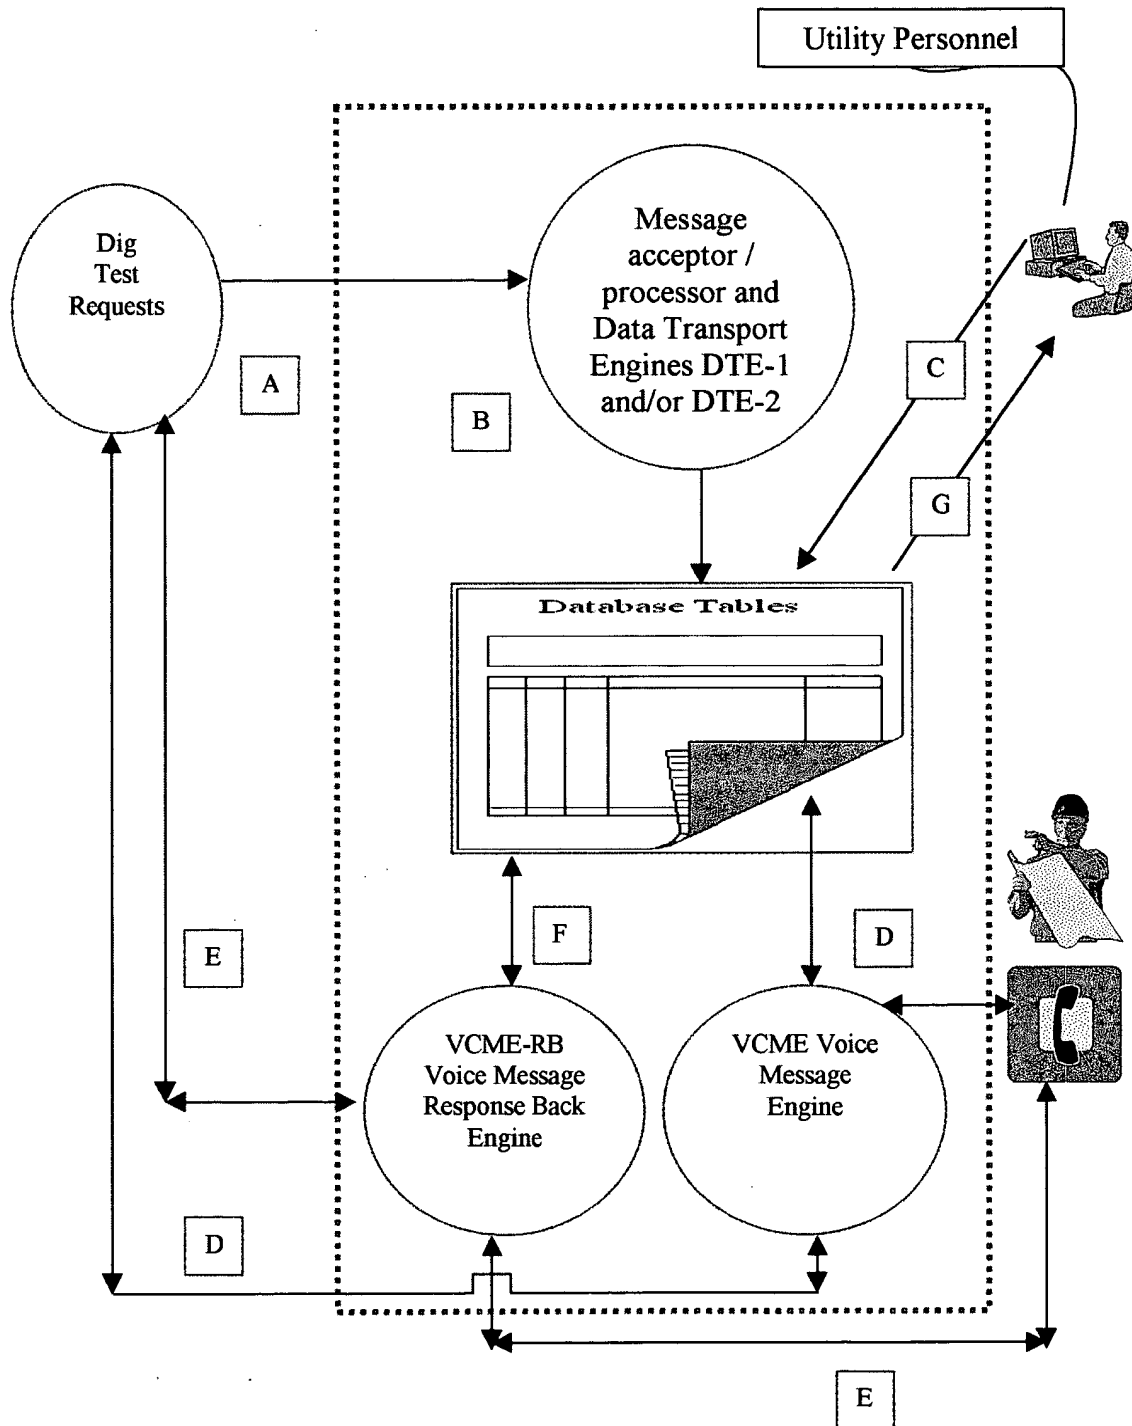 Utility Personnel
Dig
Test
Requests
Message
acceptor /
processor and
Data Transport
Engines DTE-1
and/or DTE-2
A
B
C
G
Database Tables
F
D
E
VCME-RB
Voice Message
Response Back
Engine
VCME Voice
Message
Engine
D
E